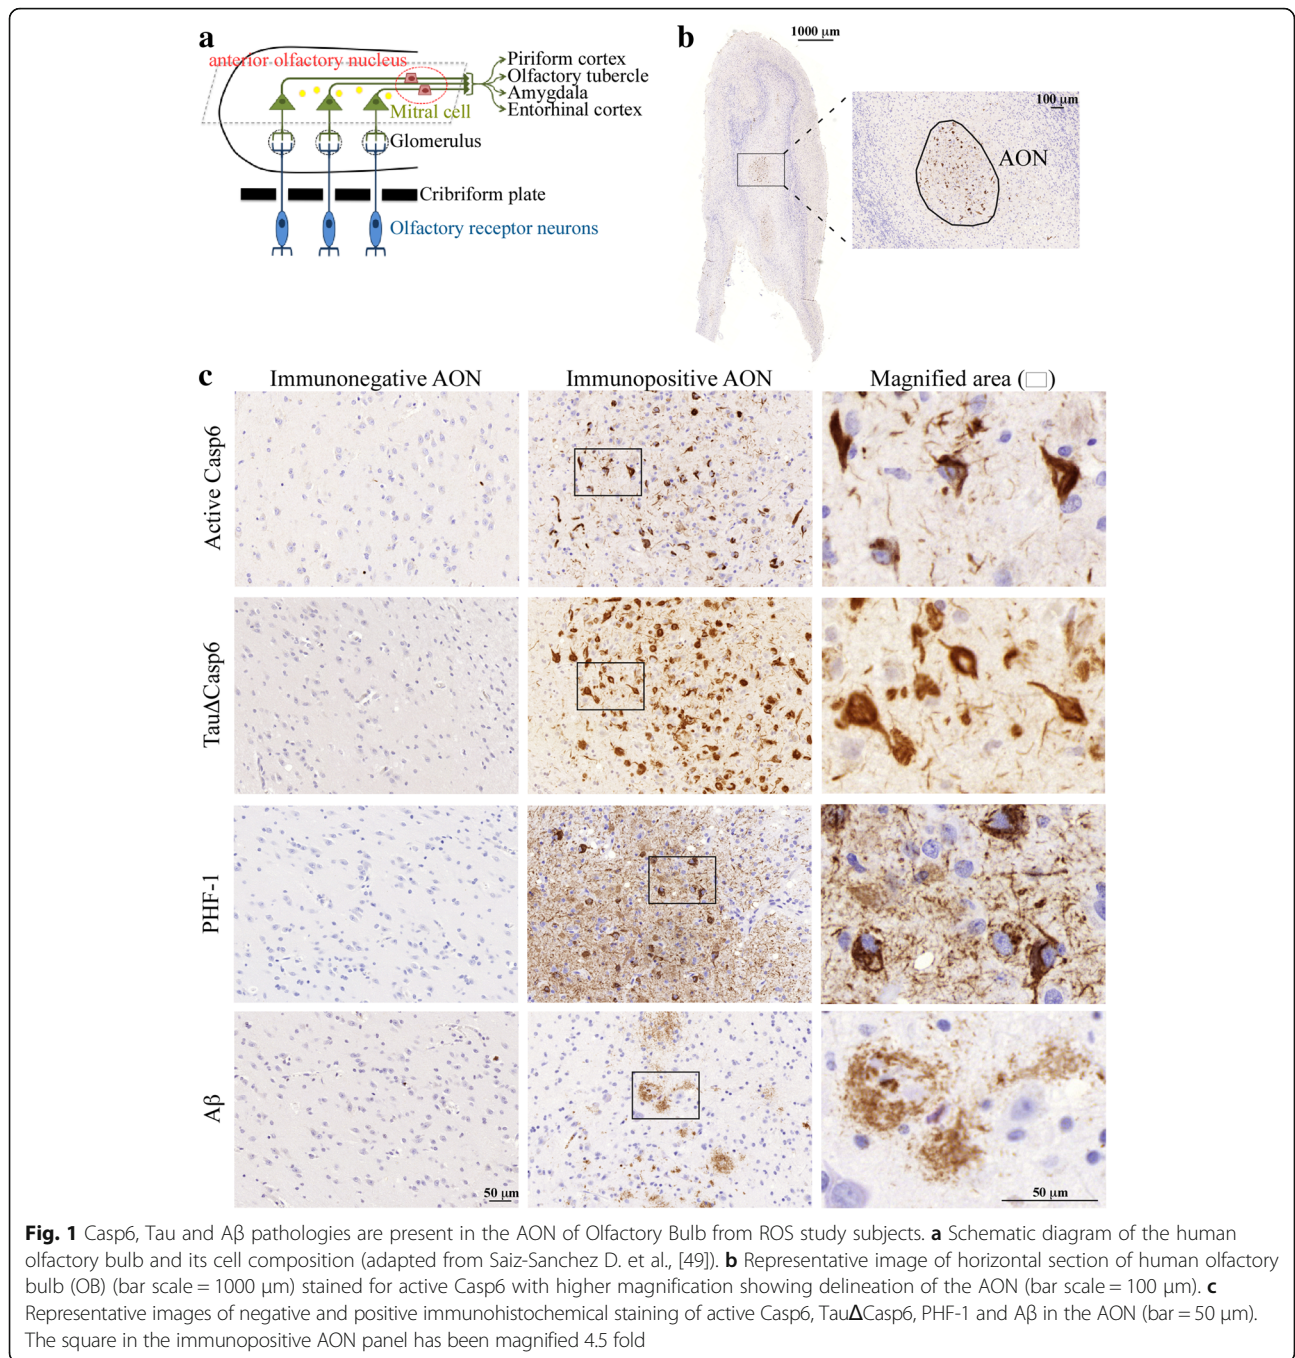 a
anterior olfactory nucleus
Piriform cortex
Olfactory tubercle
Amygdala
Entorhinal cortex
Mitral cell
Glomerulus
Cribriform plate
Olfactory receptor neurons
b
1000 µm
100 µm
AON
c
Immunonegative AON
Immunopositive AON
Magnified area (□)
Active Casp6
TauΔCasp6
PHF-1
Aβ
50 µm
50 µm
Fig. 1 Casp6, Tau and Aβ pathologies are present in the AON of Olfactory Bulb from ROS study subjects. a Schematic diagram of the human
olfactory bulb and its cell composition (adapted from Saiz-Sanchez D. et al., [49]). b Representative image of horizontal section of human olfactory
bulb (OB) (bar scale = 1000 µm) stained for active Casp6 with higher magnification showing delineation of the AON (bar scale = 100 µm). c
Representative images of negative and positive immunohistochemical staining of active Casp6, TauΔCasp6, PHF-1 and Aβ in the AON (bar = 50 µm).
The square in the immunopositive AON panel has been magnified 4.5 fold